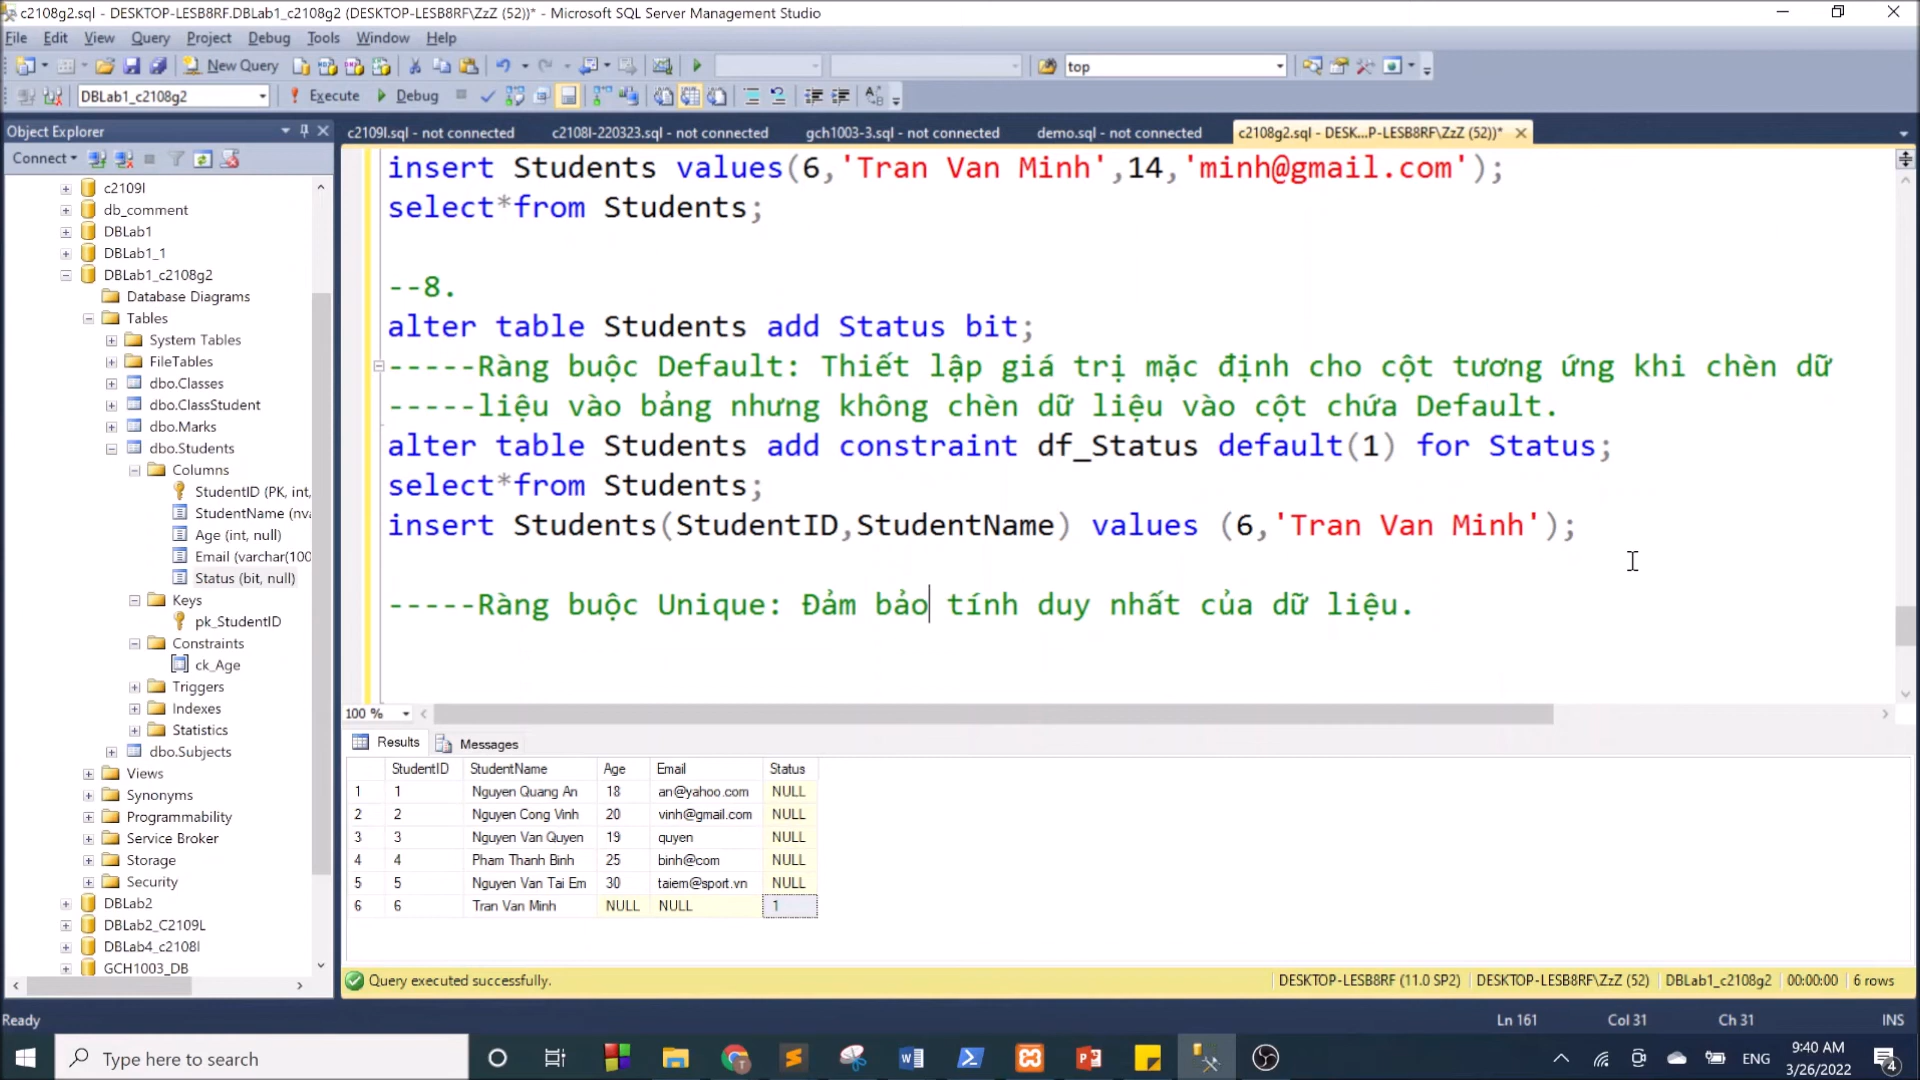 c2108g2.sql - DESKTOP-LESB8RF.DBLab1_c2108g2 (DESKTOP-LESB8RF\ZzZ (52))* - Microsoft SQL Server Management Studio
File Edit View Query Project Debug Tools Window Help
New Query top
DBLab1_c2108g2 Execute Debug
Object Explorer
Connect
c2109l.sql - not connected c2108l-220323.sql - not connected gch1003-3.sql - not connected demo.sql - not connected c2108g2.sql - DESK...P-LESB8RF\ZzZ (52))*
c2109l
db_comment
DBLab1
DBLab1_1
DBLab1_c2108g2
Database Diagrams
Tables
System Tables
FileTables
dbo.Classes
dbo.ClassStudent
dbo.Marks
dbo.Students
Columns
StudentID (PK, int,
StudentName (nva
Age (int, null)
Email (varchar(100
Status (bit, null)
Keys
pk_StudentID
Constraints
ck_Age
Triggers
Indexes
Statistics
dbo.Subjects
Views
Synonyms
Programmability
Service Broker
Storage
Security
DBLab2
DBLab2_C2109L
DBLab4_c2108l
GCH1003_DB
insert Students values(6,'Tran Van Minh',14,'minh@gmail.com');
select*from Students;
--8.
alter table Students add Status bit;
-----Ràng buộc Default: Thiết lập giá trị mặc định cho cột tương ứng khi chèn dữ
-----liệu vào bảng nhưng không chèn dữ liệu vào cột chứa Default.
alter table Students add constraint df_Status default(1) for Status;
select*from Students;
insert Students(StudentID,StudentName) values (6,'Tran Van Minh');
-----Ràng buộc Unique: Đảm bảo tính duy nhất của dữ liệu.
100 %
Results Messages
StudentID StudentName Age Email Status
1 1 Nguyen Quang An 18 an@yahoo.com NULL
2 2 Nguyen Cong Vinh 20 vinh@gmail.com NULL
3 3 Nguyen Van Quyen 19 quyen NULL
4 4 Pham Thanh Binh 25 binh@com NULL
5 5 Nguyen Van Tai Em 30 taiem@sport.vn NULL
6 6 Tran Van Minh NULL NULL 1
Query executed successfully. DESKTOP-LESB8RF (11.0 SP2) DESKTOP-LESB8RF\ZzZ (52) DBLab1_c2108g2 00:00:00 6 rows
Ready Ln 161 Col 31 Ch 31 INS
Type here to search ENG 9:40 AM
3/26/2022 4